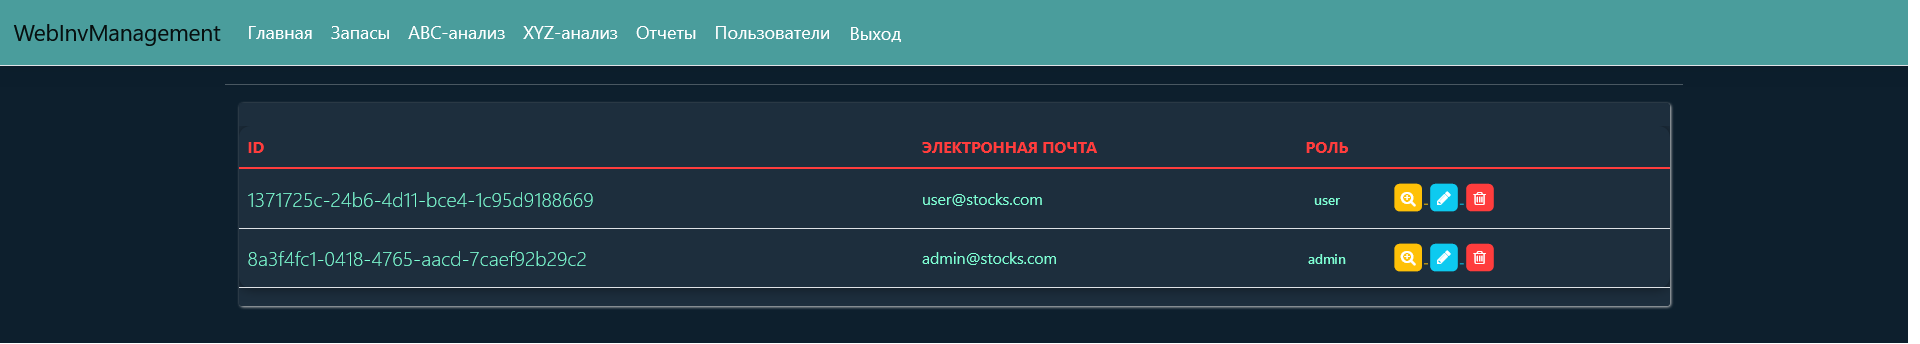 WebInvManagement Главная Запасы ABC-анализ XYZ-анализ Отчеты Пользователи Выход
ID ЭЛЕКТРОННАЯ ПОЧТА РОЛЬ
1371725c-24b6-4d11-bce4-1c95d9188669 user@stocks.com user
8a3f4fc1-0418-4765-aacd-7caef92b29c2 admin@stocks.com admin